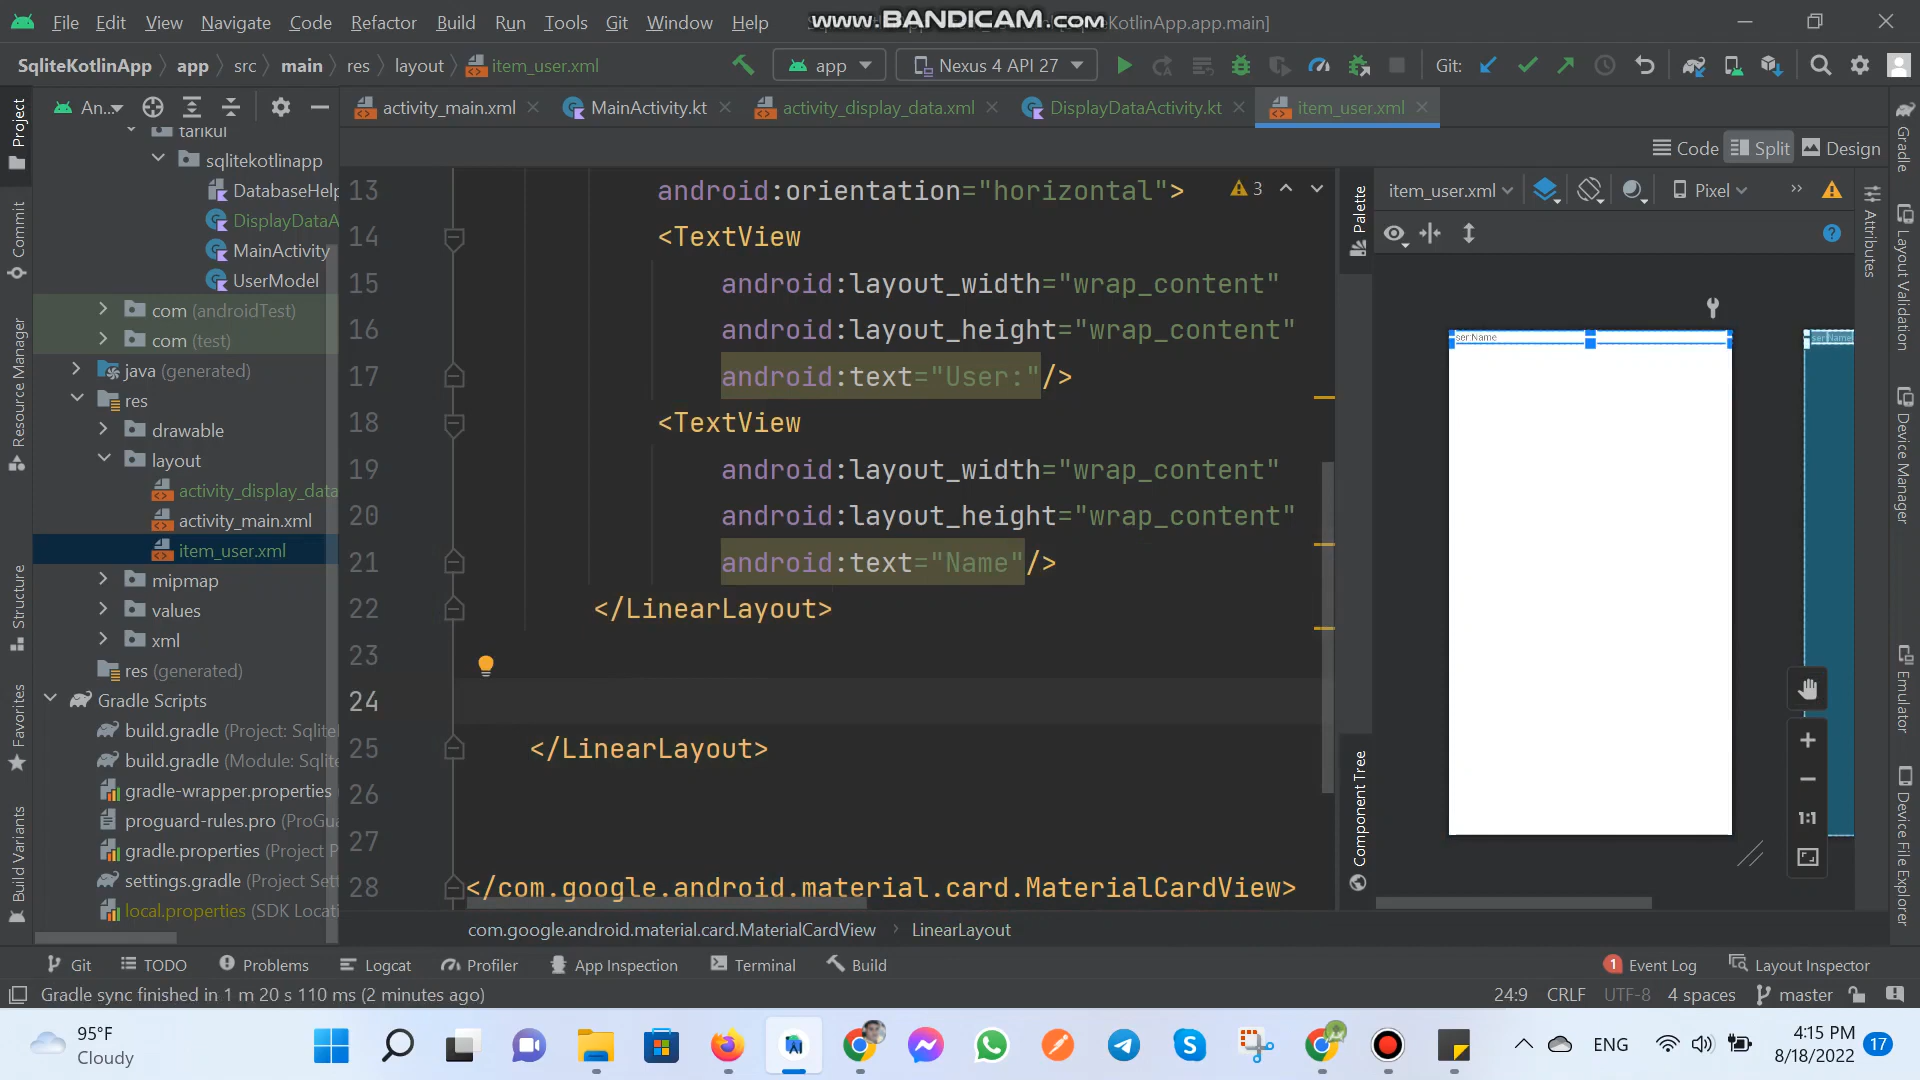 File Edit View Navigate Code Refactor Build Run Tools Git Window Help
www.BANDICAM.com
KotlinApp.app.main]
SqliteKotlinApp app src main res layout item_user.xml
app
Nexus 4 API 27
Git:
An...
activity_main.xml MainActivity.kt activity_display_data.xml DisplayDataActivity.kt item_user.xml
Code Split Design
Project
Commit
Resource Manager
Structure
Favorites
Build Variants
tarikul
sqlitekotlinapp
DatabaseHelp
DisplayDataA
MainActivity
UserModel
com (androidTest)
com (test)
java (generated)
res
drawable
layout
activity_display_data
activity_main.xml
item_user.xml
mipmap
values
xml
res (generated)
Gradle Scripts
build.gradle (Project: Sqlitel
build.gradle (Module: Sqlite
gradle-wrapper.properties (
proguard-rules.pro (ProGua
gradle.properties (Project P
settings.gradle (Project Sett
local.properties (SDK Locati
3
13 android:orientation="horizontal">
14 <TextView
15 android:layout_width="wrap_content"
16 android:layout_height="wrap_content"
17 android:text="User:"/>
18 <TextView
19 android:layout_width="wrap_content"
20 android:layout_height="wrap_content"
21 android:text="Name"/>
22 </LinearLayout>
23
24
25 </LinearLayout>
26
27
28 </com.google.android.material.card.MaterialCardView>
com.google.android.material.card.MaterialCardView › LinearLayout
Palette
Component Tree
item_user.xml
Pixel
ser:Name
1:1
Attributes
Gradle
Layout Validation
Device Manager
Emulator
Device File Explorer
Git TODO Problems Logcat Profiler App Inspection Terminal Build
1 Event Log Layout Inspector
Gradle sync finished in 1 m 20 s 110 ms (2 minutes ago)
24:9 CRLF UTF-8 4 spaces master
95°F
Cloudy
ENG
4:15 PM
8/18/2022
17